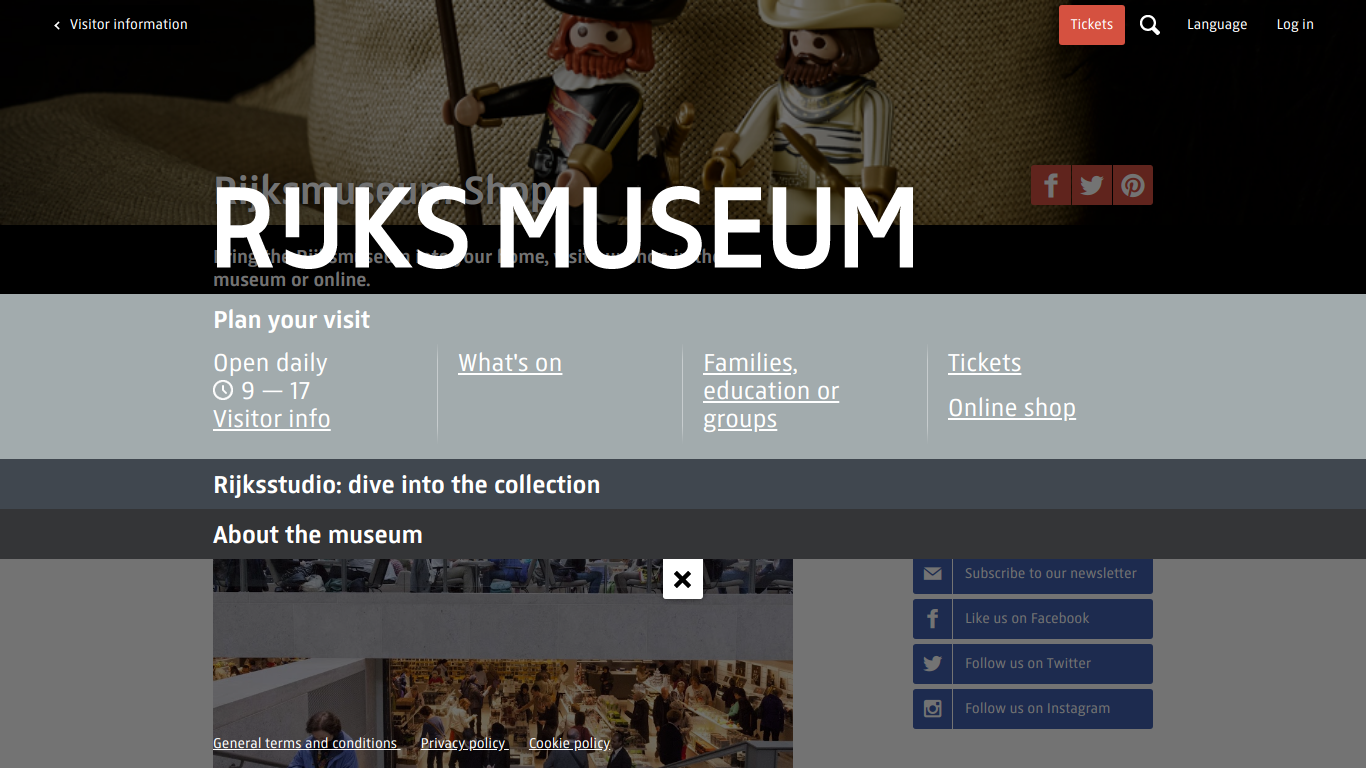 Visitor information
Tickets
Language
Log in
Rijksmuseum Shop
RIJKS MUSEUM
Bring the Rijksmuseum into your home, visit our shop in the
museum or online.
Plan your visit
Open daily
9 — 17
Visitor info
What's on
Families,
education or
groups
Tickets
Online shop
Rijksstudio: dive into the collection
About the museum
Subscribe to our newsletter
Like us on Facebook
Follow us on Twitter
Follow us on Instagram
General terms and conditions
Privacy policy
Cookie policy